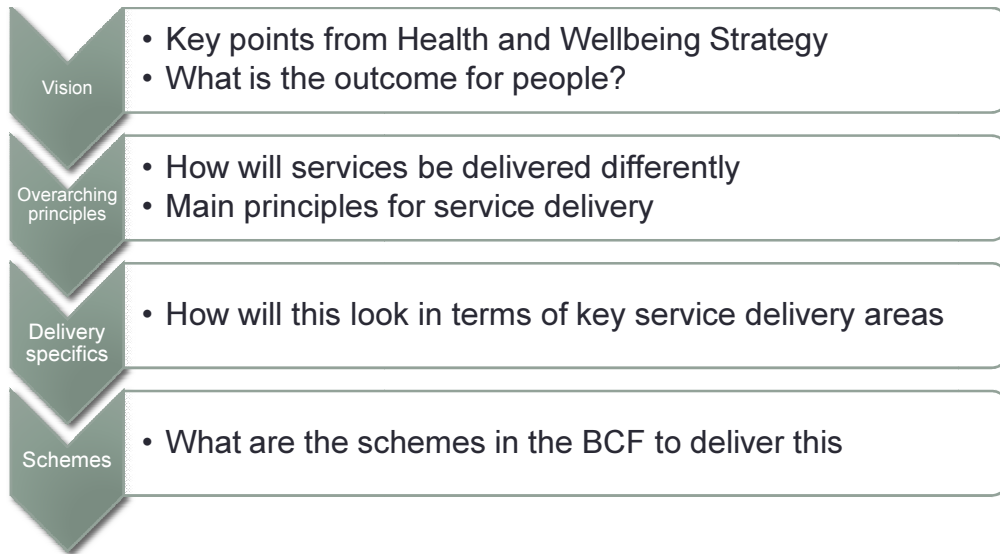 Vision
• Key points from Health and Wellbeing Strategy
• What is the outcome for people?
Overarching
principles
• How will services be delivered differently
• Main principles for service delivery
Delivery
specifics
• How will this look in terms of key service delivery areas
Schemes
• What are the schemes in the BCF to deliver this